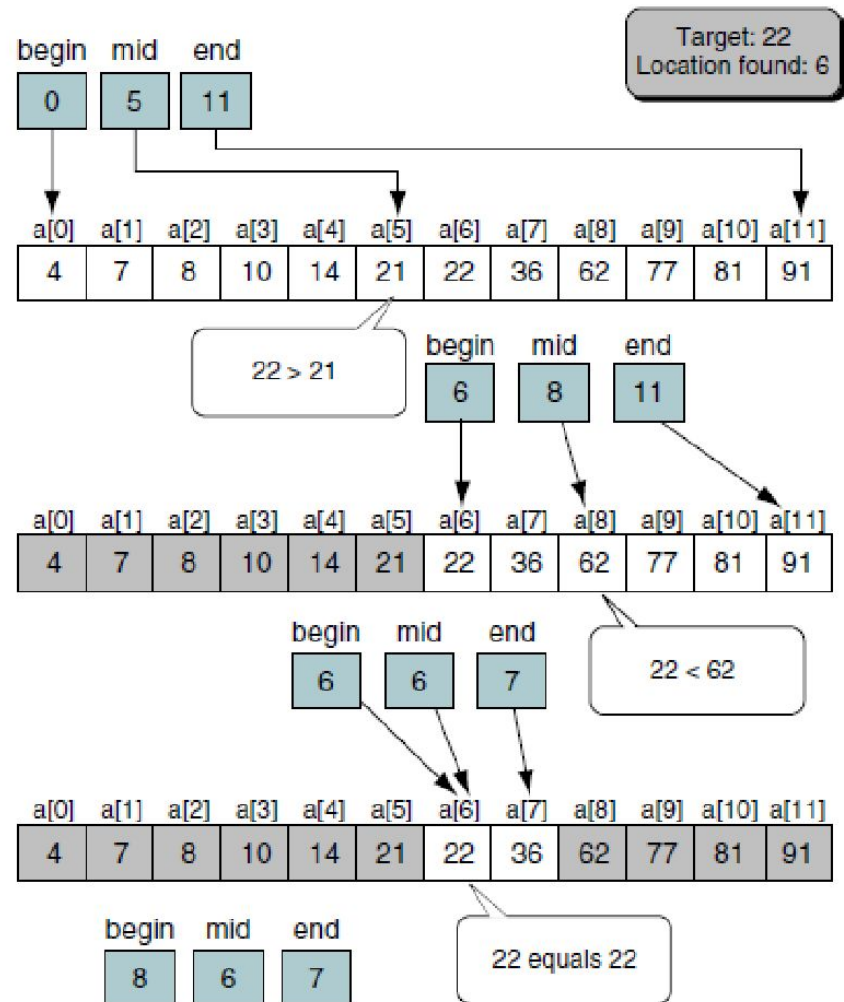 Target: 22
Location found: 6
begin mid end
0 5 11
a[0] a[1] a[2] a[3] a[4] a[5] a[6] a[7] a[8] a[9] a[10] a[11]
4 7 8 10 14 21 22 36 62 77 81 91
22 > 21
begin mid end
6 8 11
a[0] a[1] a[2] a[3] a[4] a[5] a[6] a[7] a[8] a[9] a[10] a[11]
4 7 8 10 14 21 22 36 62 77 81 91
22 < 62
begin mid end
6 6 7
a[0] a[1] a[2] a[3] a[4] a[5] a[6] a[7] a[8] a[9] a[10] a[11]
4 7 8 10 14 21 22 36 62 77 81 91
22 equals 22
begin mid end
8 6 7